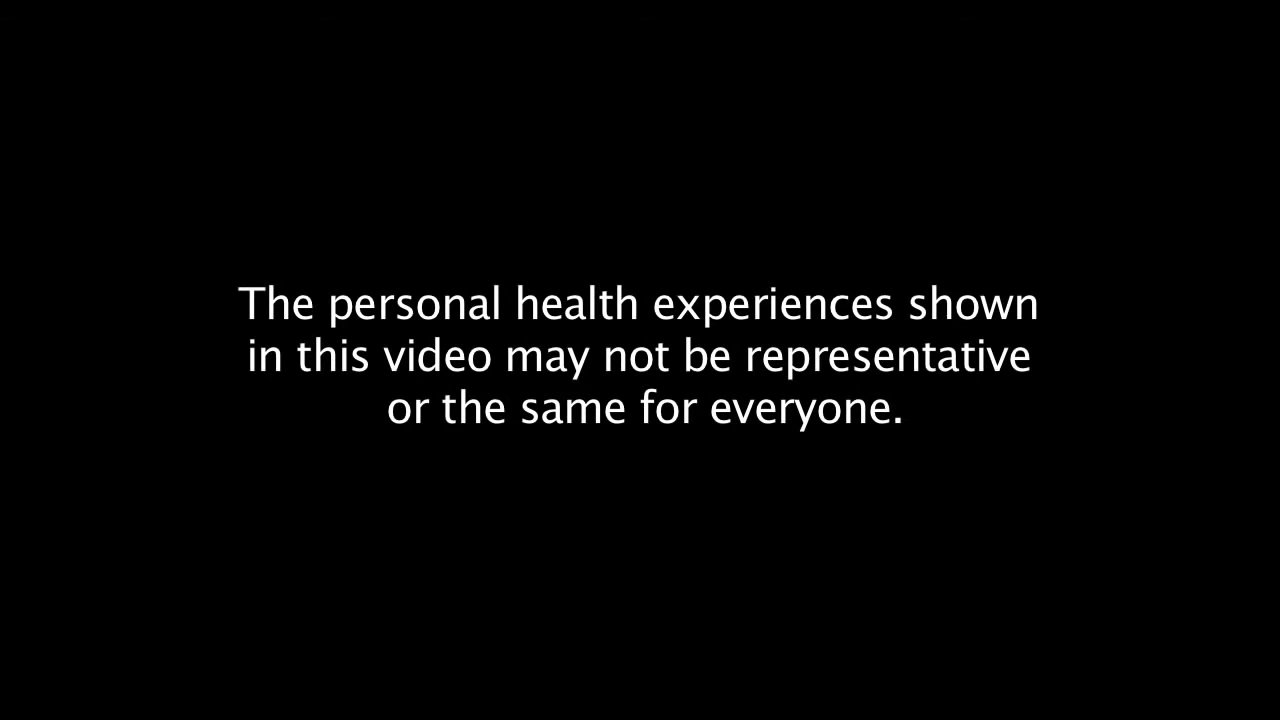 The personal health experiences shown
in this video may not be representative
or the same for everyone.